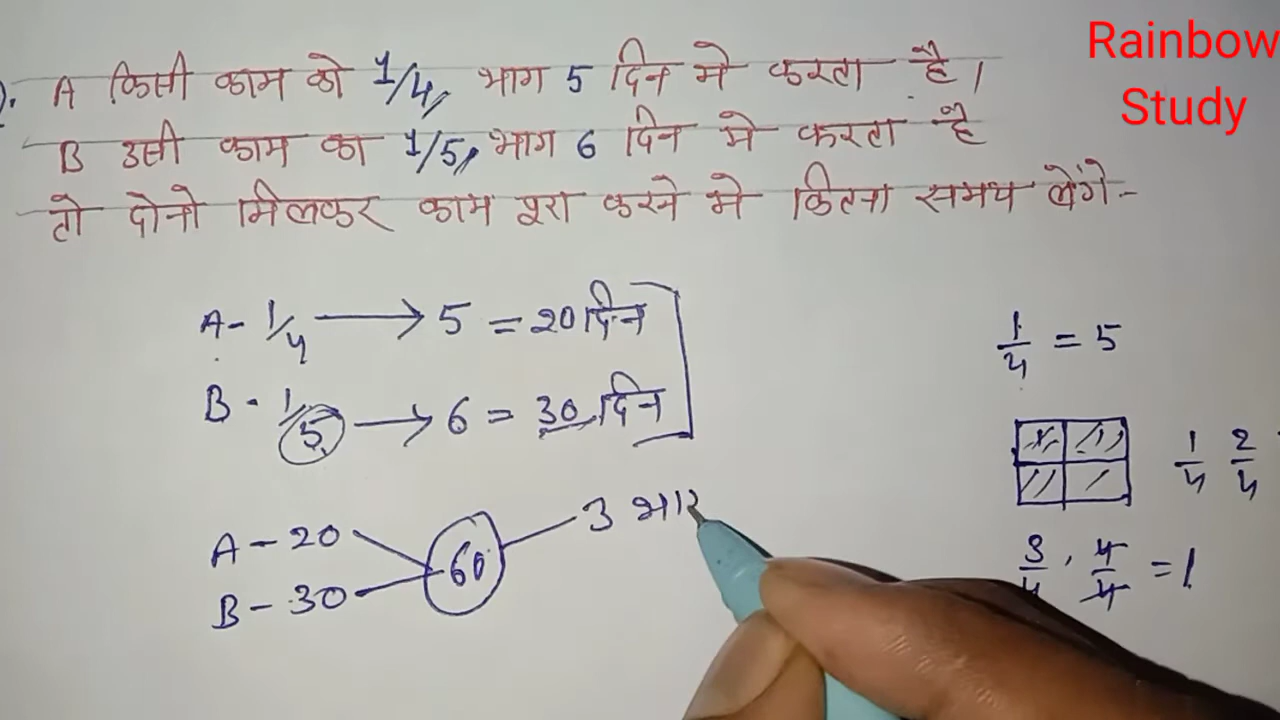 Rainbow
Study
A किसी काम को 1/4, भाग 5 दिन मे करता है।
B उसी काम का 1/5, भाग 6 दिन मे करता है
तो दोनो मिलकर काम पूरा करने मे कितना समय लेंगे-
A- 1/4 → 5 = 20 दिन
B - 1/5 → 6 = 30 दिन
1/4 = 5
1/4 2/4
A - 20
B - 30
60
3 भाग
3/4, 4/4 = 1